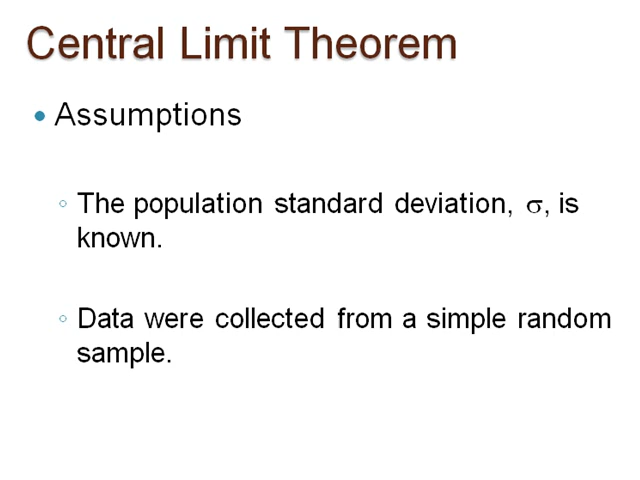 Central Limit Theorem
Assumptions
The population standard deviation, σ, is
known.
Data were collected from a simple random
sample.